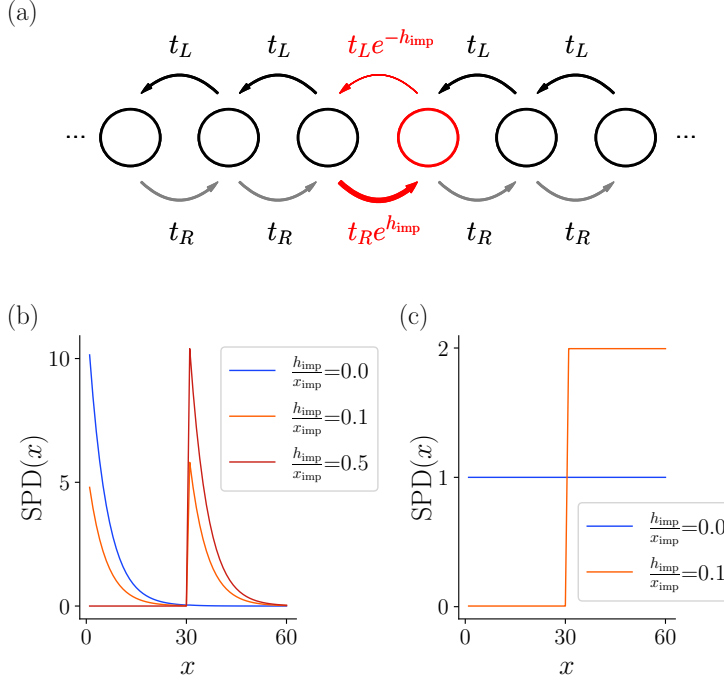 (a)
t_L t_L t_L e^{-h_imp} t_L t_L
... ...
t_R t_R t_R e^{h_imp} t_R t_R
(b)
10
5
0
SPD(x)
h_imp/x_imp=0.0
h_imp/x_imp=0.1
h_imp/x_imp=0.5
0 30 60
x
(c)
2
1
0
SPD(x)
h_imp/x_imp=0.0
h_imp/x_imp=0.1
0 30 60
x